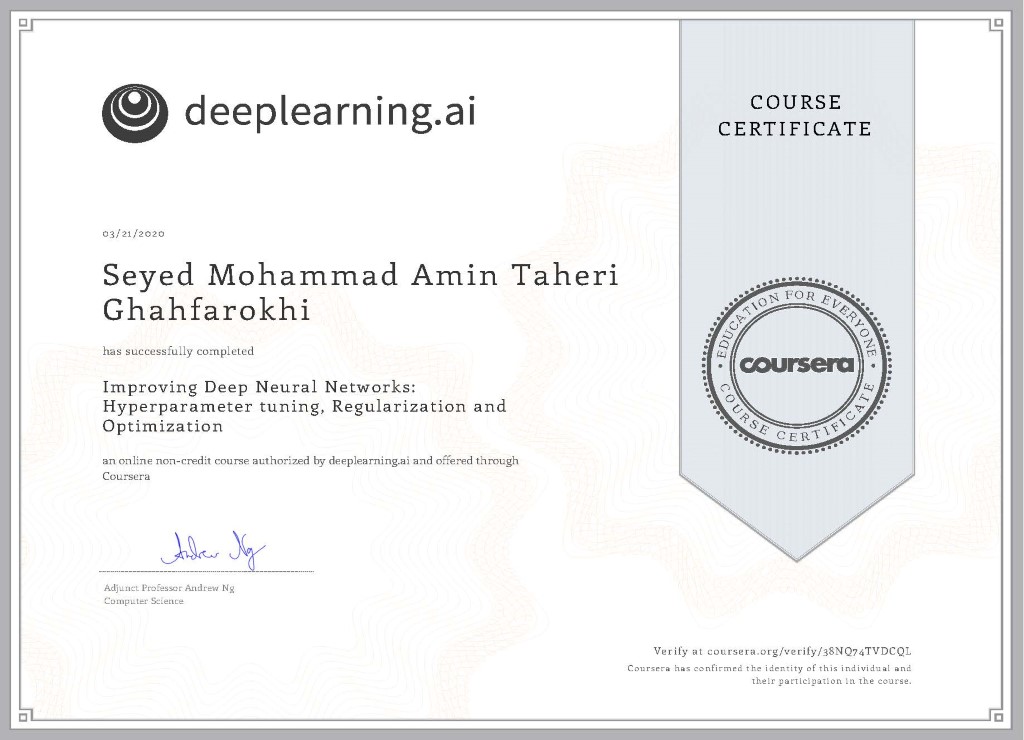 deeplearning.ai
COURSE
CERTIFICATE
03/21/2020
Seyed Mohammad Amin Taheri
Ghahfarokhi
has successfully completed
Improving Deep Neural Networks:
Hyperparameter tuning, Regularization and
Optimization
an online non-credit course authorized by deeplearning.ai and offered through
Coursera
EDUCATION FOR EVERYONE
coursera
COURSE CERTIFICATE
Andrew Ng
Adjunct Professor Andrew Ng
Computer Science
Verify at coursera.org/verify/38NQ74TVDCQL
Coursera has confirmed the identity of this individual and
their participation in the course.